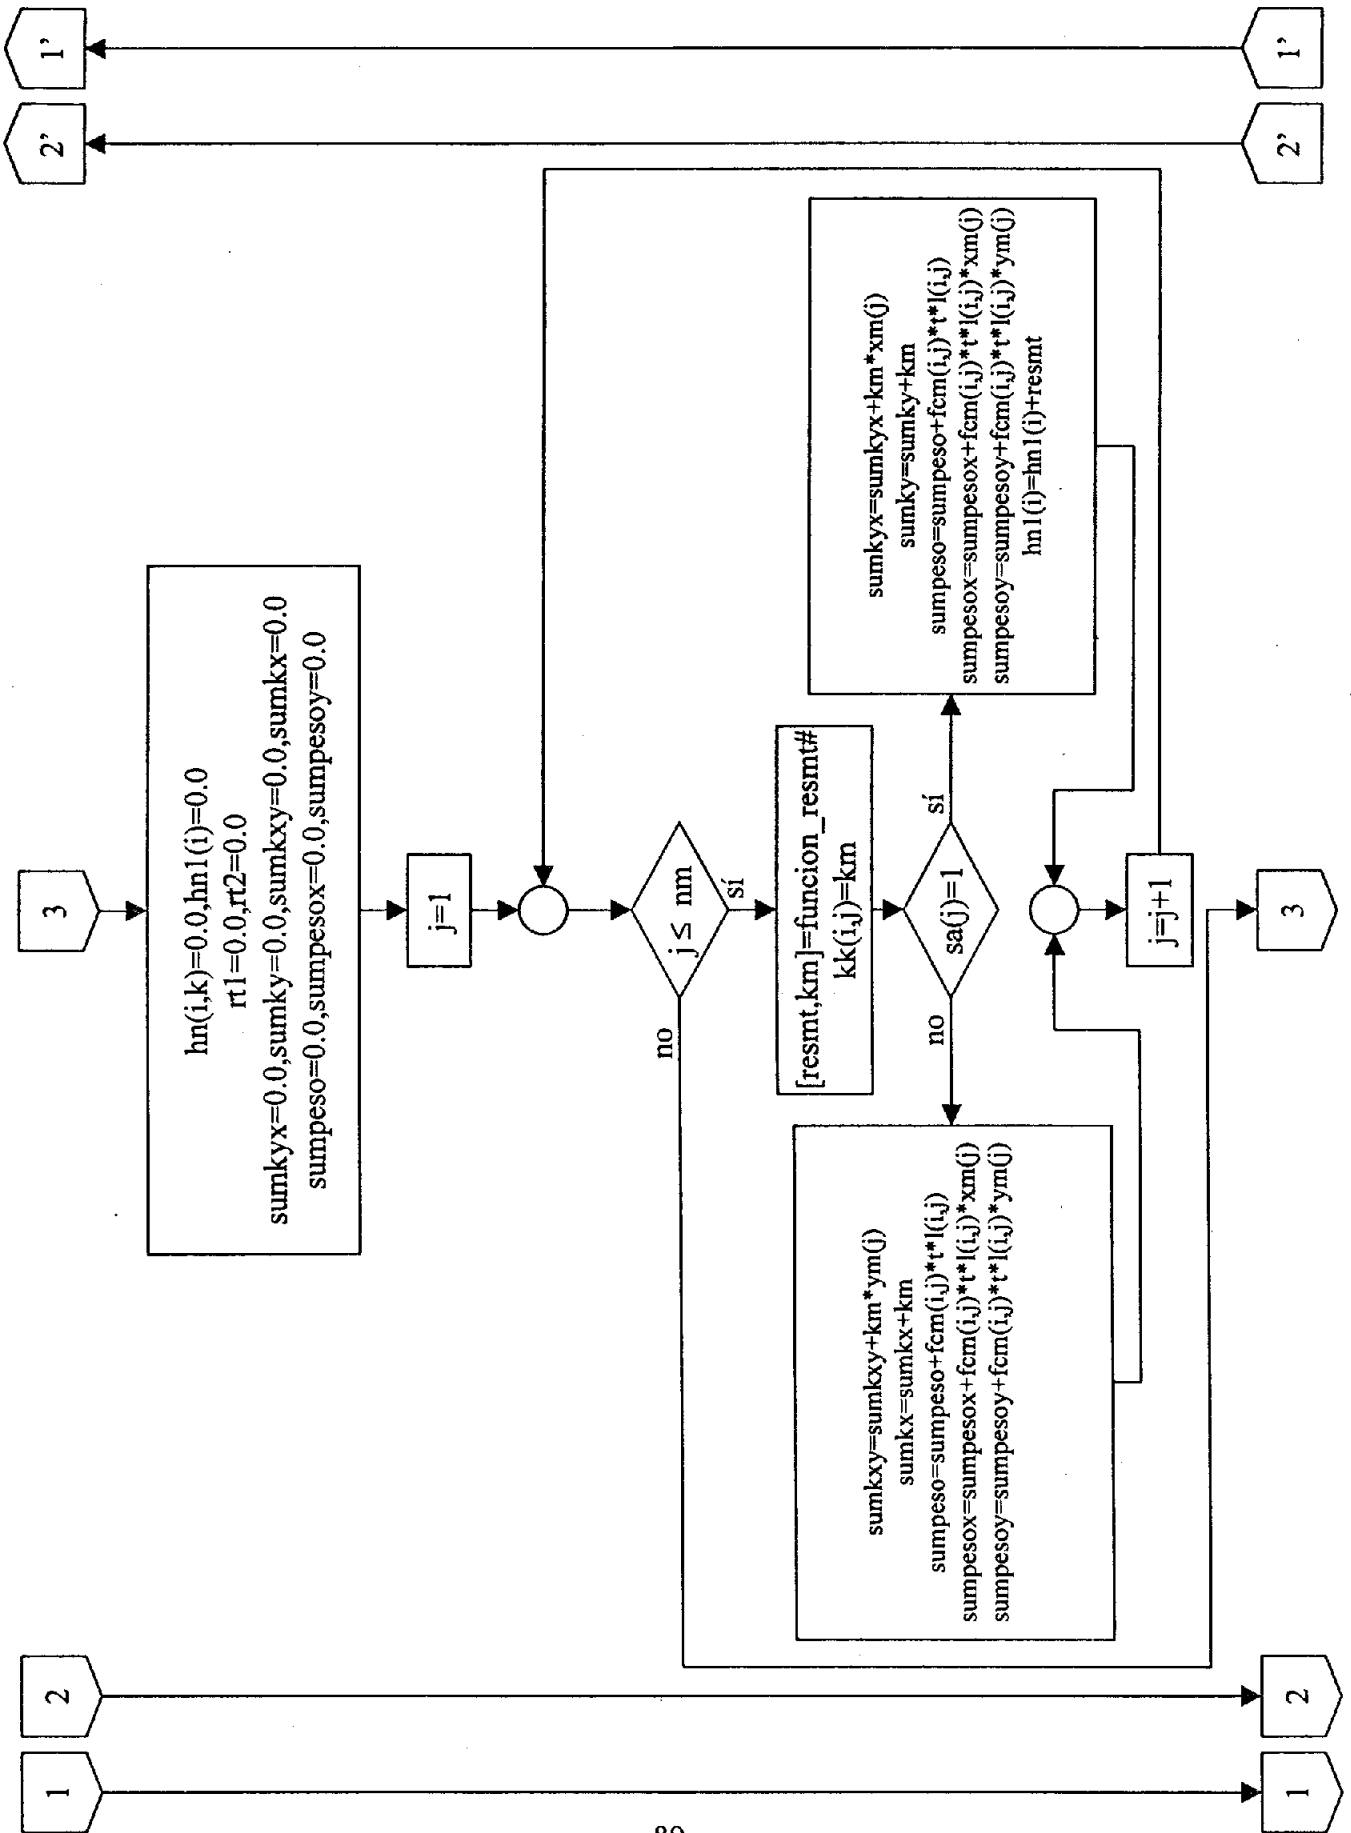 1
2
3
2'
1'
hn(i,k)=0.0,hn1(i)=0.0
rt1=0.0,rt2=0.0
sumkyx=0.0,sumky=0.0,sumkxy=0.0,sumkx=0.0
sumpeso=0.0,sumpesox=0.0,sumpesoy=0.0
j=1
j ≤ nm
no
sí
[resmt,km]=funcion_resmt#
kk(i,j)=km
sa(j)=1
no
sí
sumkxy=sumkxy+km*ym(j)
sumkx=sumkx+km
sumpeso=sumpeso+fcm(i,j)*t*l(i,j)
sumpesox=sumpesox+fcm(i,j)*t*l(i,j)*xm(j)
sumpesoy=sumpesoy+fcm(i,j)*t*l(i,j)*ym(j)
sumkyx=sumkyx+km*xm(j)
sumky=sumky+km
sumpeso=sumpeso+fcm(i,j)*t*l(i,j)
sumpesox=sumpesox+fcm(i,j)*t*l(i,j)*xm(j)
sumpesoy=sumpesoy+fcm(i,j)*t*l(i,j)*ym(j)
hn1(i)=hn1(i)+resmt
j=j+1
1
2
3
2'
1'